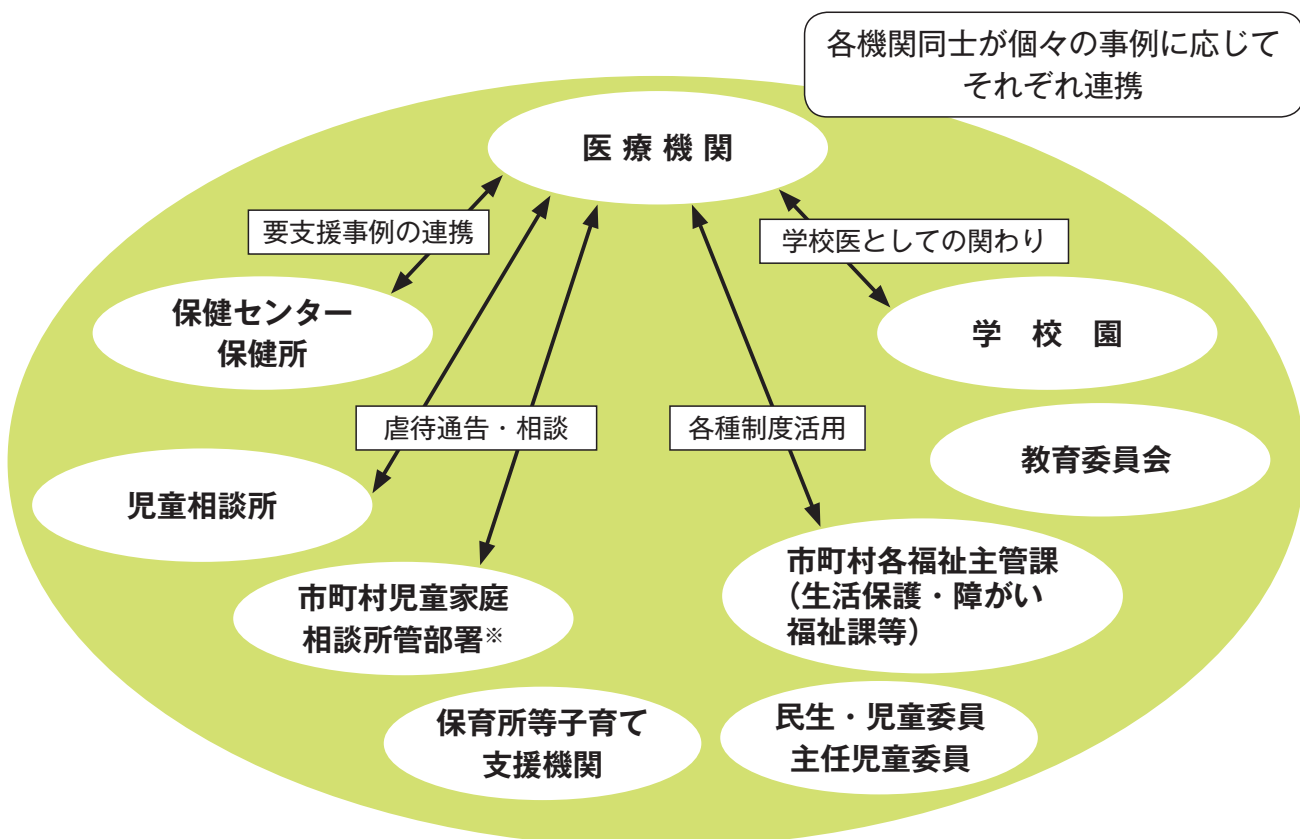 各機関同士が個々の事例に応じて
それぞれ連携
医療機関
要支援事例の連携
学校医としての関わり
保健センター
保健所
学校園
虐待通告・相談
各種制度活用
教育委員会
児童相談所
市町村各福祉主管課
（生活保護・障がい
福祉課等）
市町村児童家庭
相談所管部署※
保育所等子育て
支援機関
民生・児童委員
主任児童委員